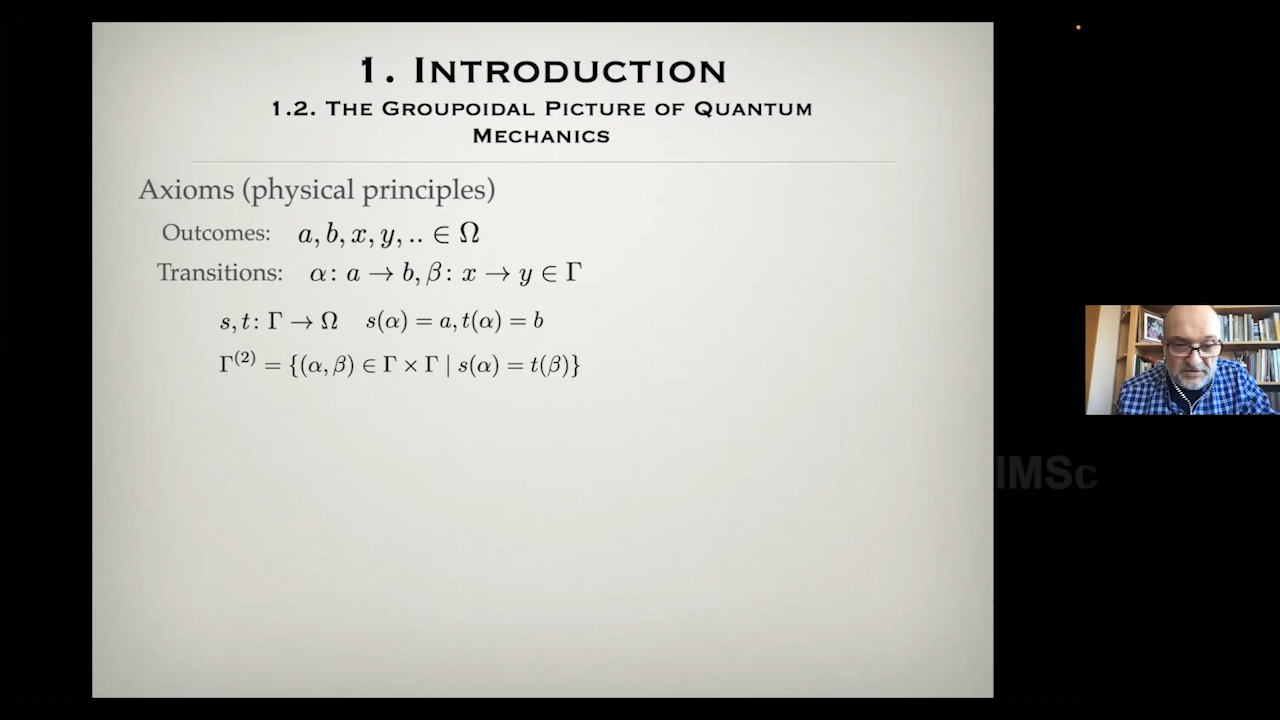 1. Introduction
1.2. The Groupoidal Picture of Quantum
Mechanics
Axioms (physical principles)
Outcomes: a, b, x, y, .. ∈ Ω
Transitions: α: a → b, β: x → y ∈ Γ
s, t: Γ → Ω s(α) = a, t(α) = b
Γ⁽²⁾ = {(α, β) ∈ Γ × Γ | s(α) = t(β)}
IMSc